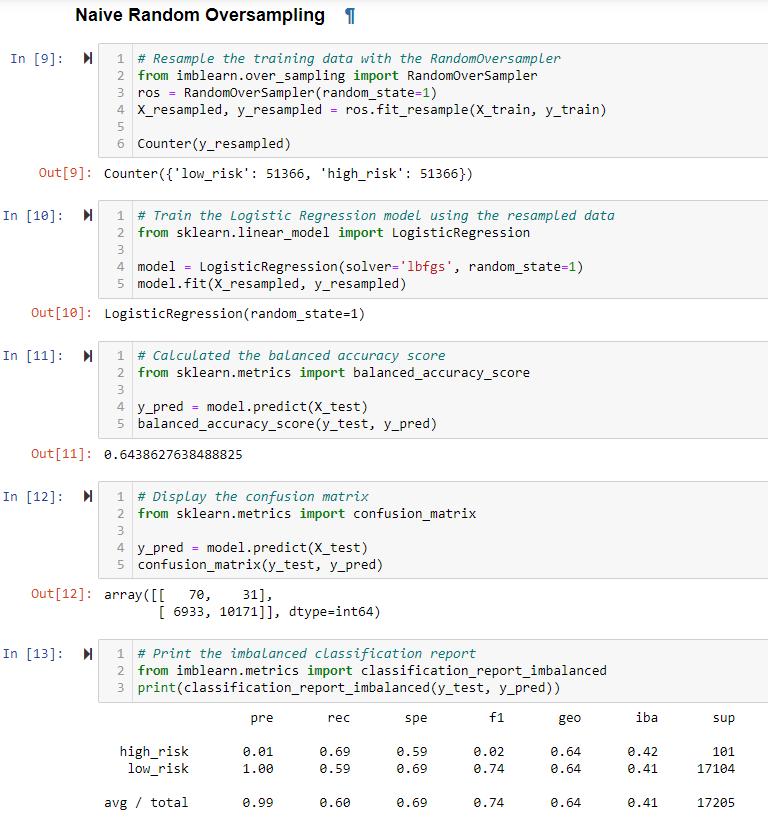 Naive Random Oversampling ¶
In [9]:
1 # Resample the training data with the RandomOversampler
2 from imblearn.over_sampling import RandomOverSampler
3 ros = RandomOverSampler(random_state=1)
4 X_resampled, y_resampled = ros.fit_resample(X_train, y_train)
5
6 Counter(y_resampled)
Out[9]: Counter({'low_risk': 51366, 'high_risk': 51366})
In [10]:
1 # Train the Logistic Regression model using the resampled data
2 from sklearn.linear_model import LogisticRegression
3
4 model = LogisticRegression(solver='lbfgs', random_state=1)
5 model.fit(X_resampled, y_resampled)
Out[10]: LogisticRegression(random_state=1)
In [11]:
1 # Calculated the balanced accuracy score
2 from sklearn.metrics import balanced_accuracy_score
3
4 y_pred = model.predict(X_test)
5 balanced_accuracy_score(y_test, y_pred)
Out[11]: 0.6438627638488825
In [12]:
1 # Display the confusion matrix
2 from sklearn.metrics import confusion_matrix
3
4 y_pred = model.predict(X_test)
5 confusion_matrix(y_test, y_pred)
Out[12]: array([[   70,    31],
[ 6933, 10171]], dtype=int64)
In [13]:
1 # Print the imbalanced classification report
2 from imblearn.metrics import classification_report_imbalanced
3 print(classification_report_imbalanced(y_test, y_pred))
pre rec spe f1 geo iba sup
high_risk 0.01 0.69 0.59 0.02 0.64 0.42 101
low_risk 1.00 0.59 0.69 0.74 0.64 0.41 17104
avg / total 0.99 0.60 0.69 0.74 0.64 0.41 17205